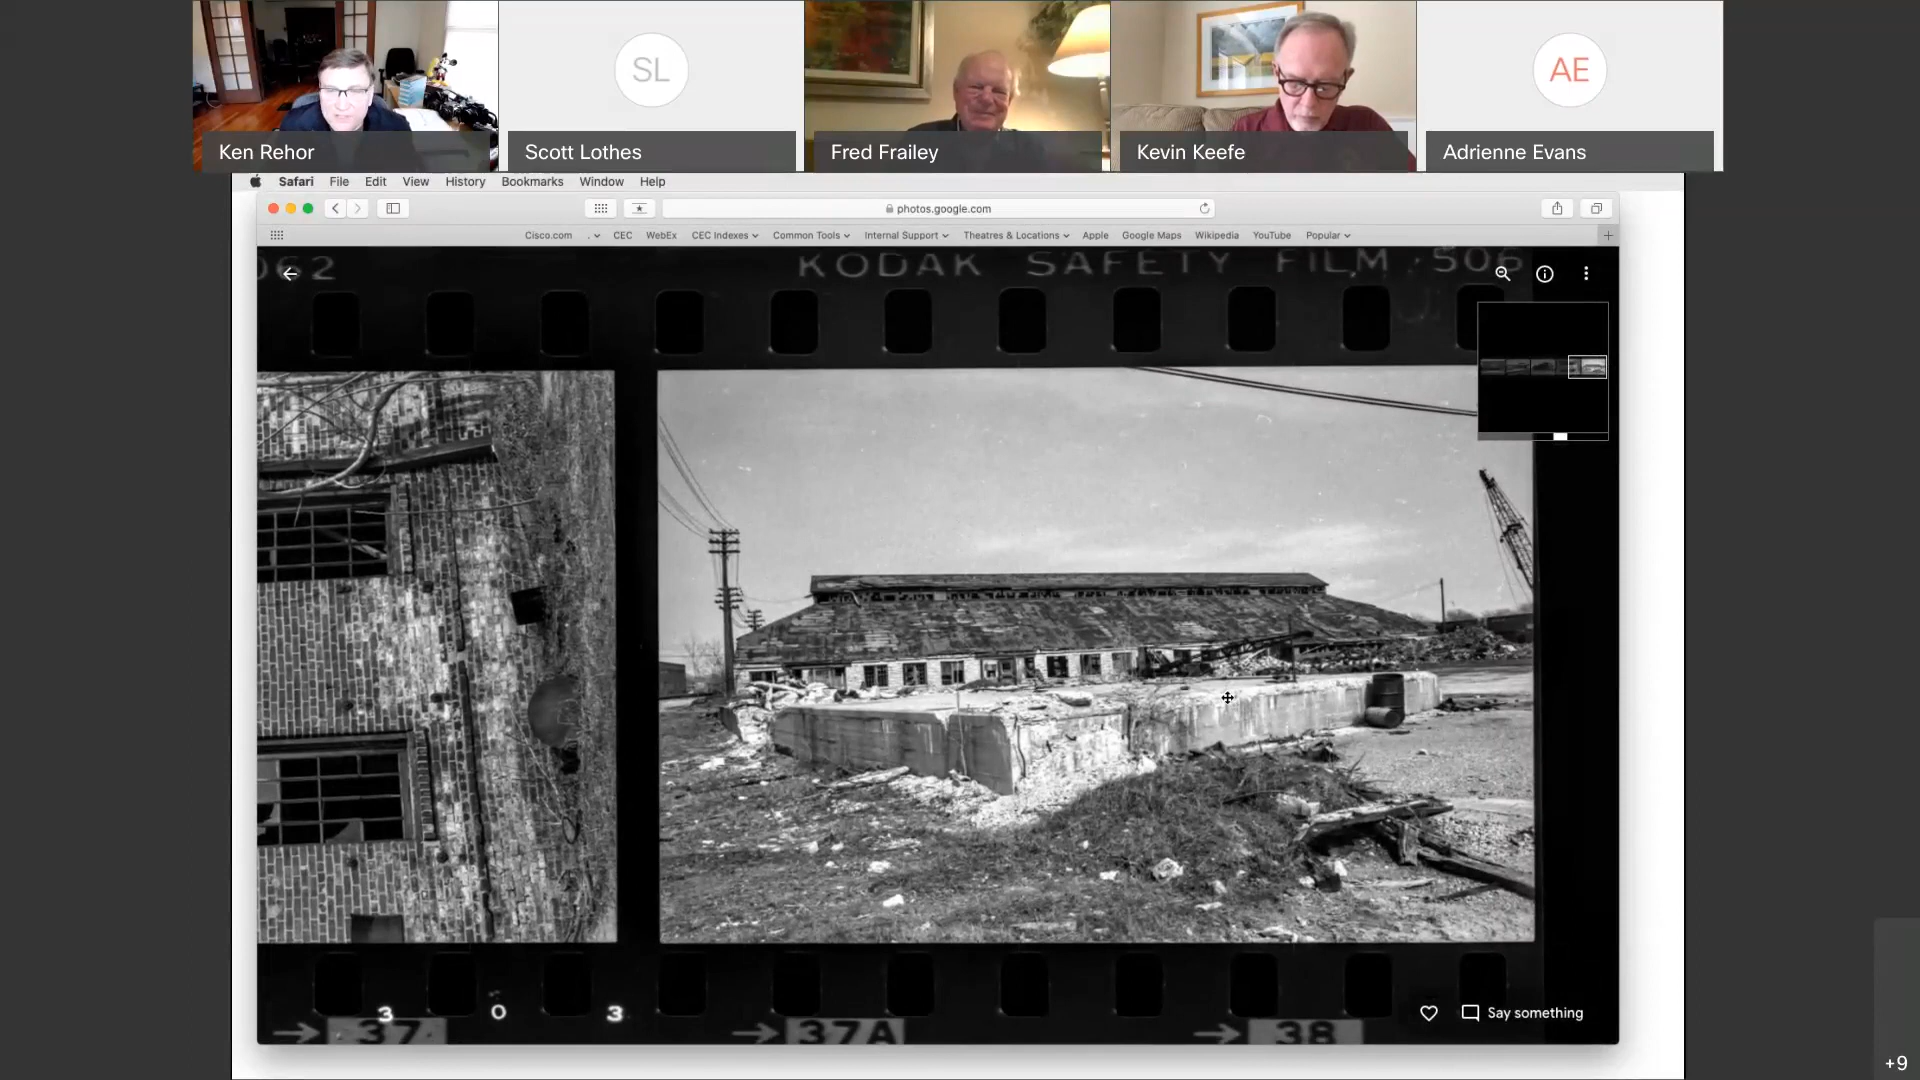 SL
AE
Ken Rehor
Scott Lothes
Fred Frailey
Kevin Keefe
Adrienne Evans
Safari File Edit View History Bookmarks Window Help
photos.google.com
Cisco.com . CEC WebEx CEC Indexes Common Tools Internal Support Theatres & Locations Apple Google Maps Wikipedia YouTube Popular
062 KODAK SAFETY FILM 506
3 0 3
Say something
37 37A 38
+9